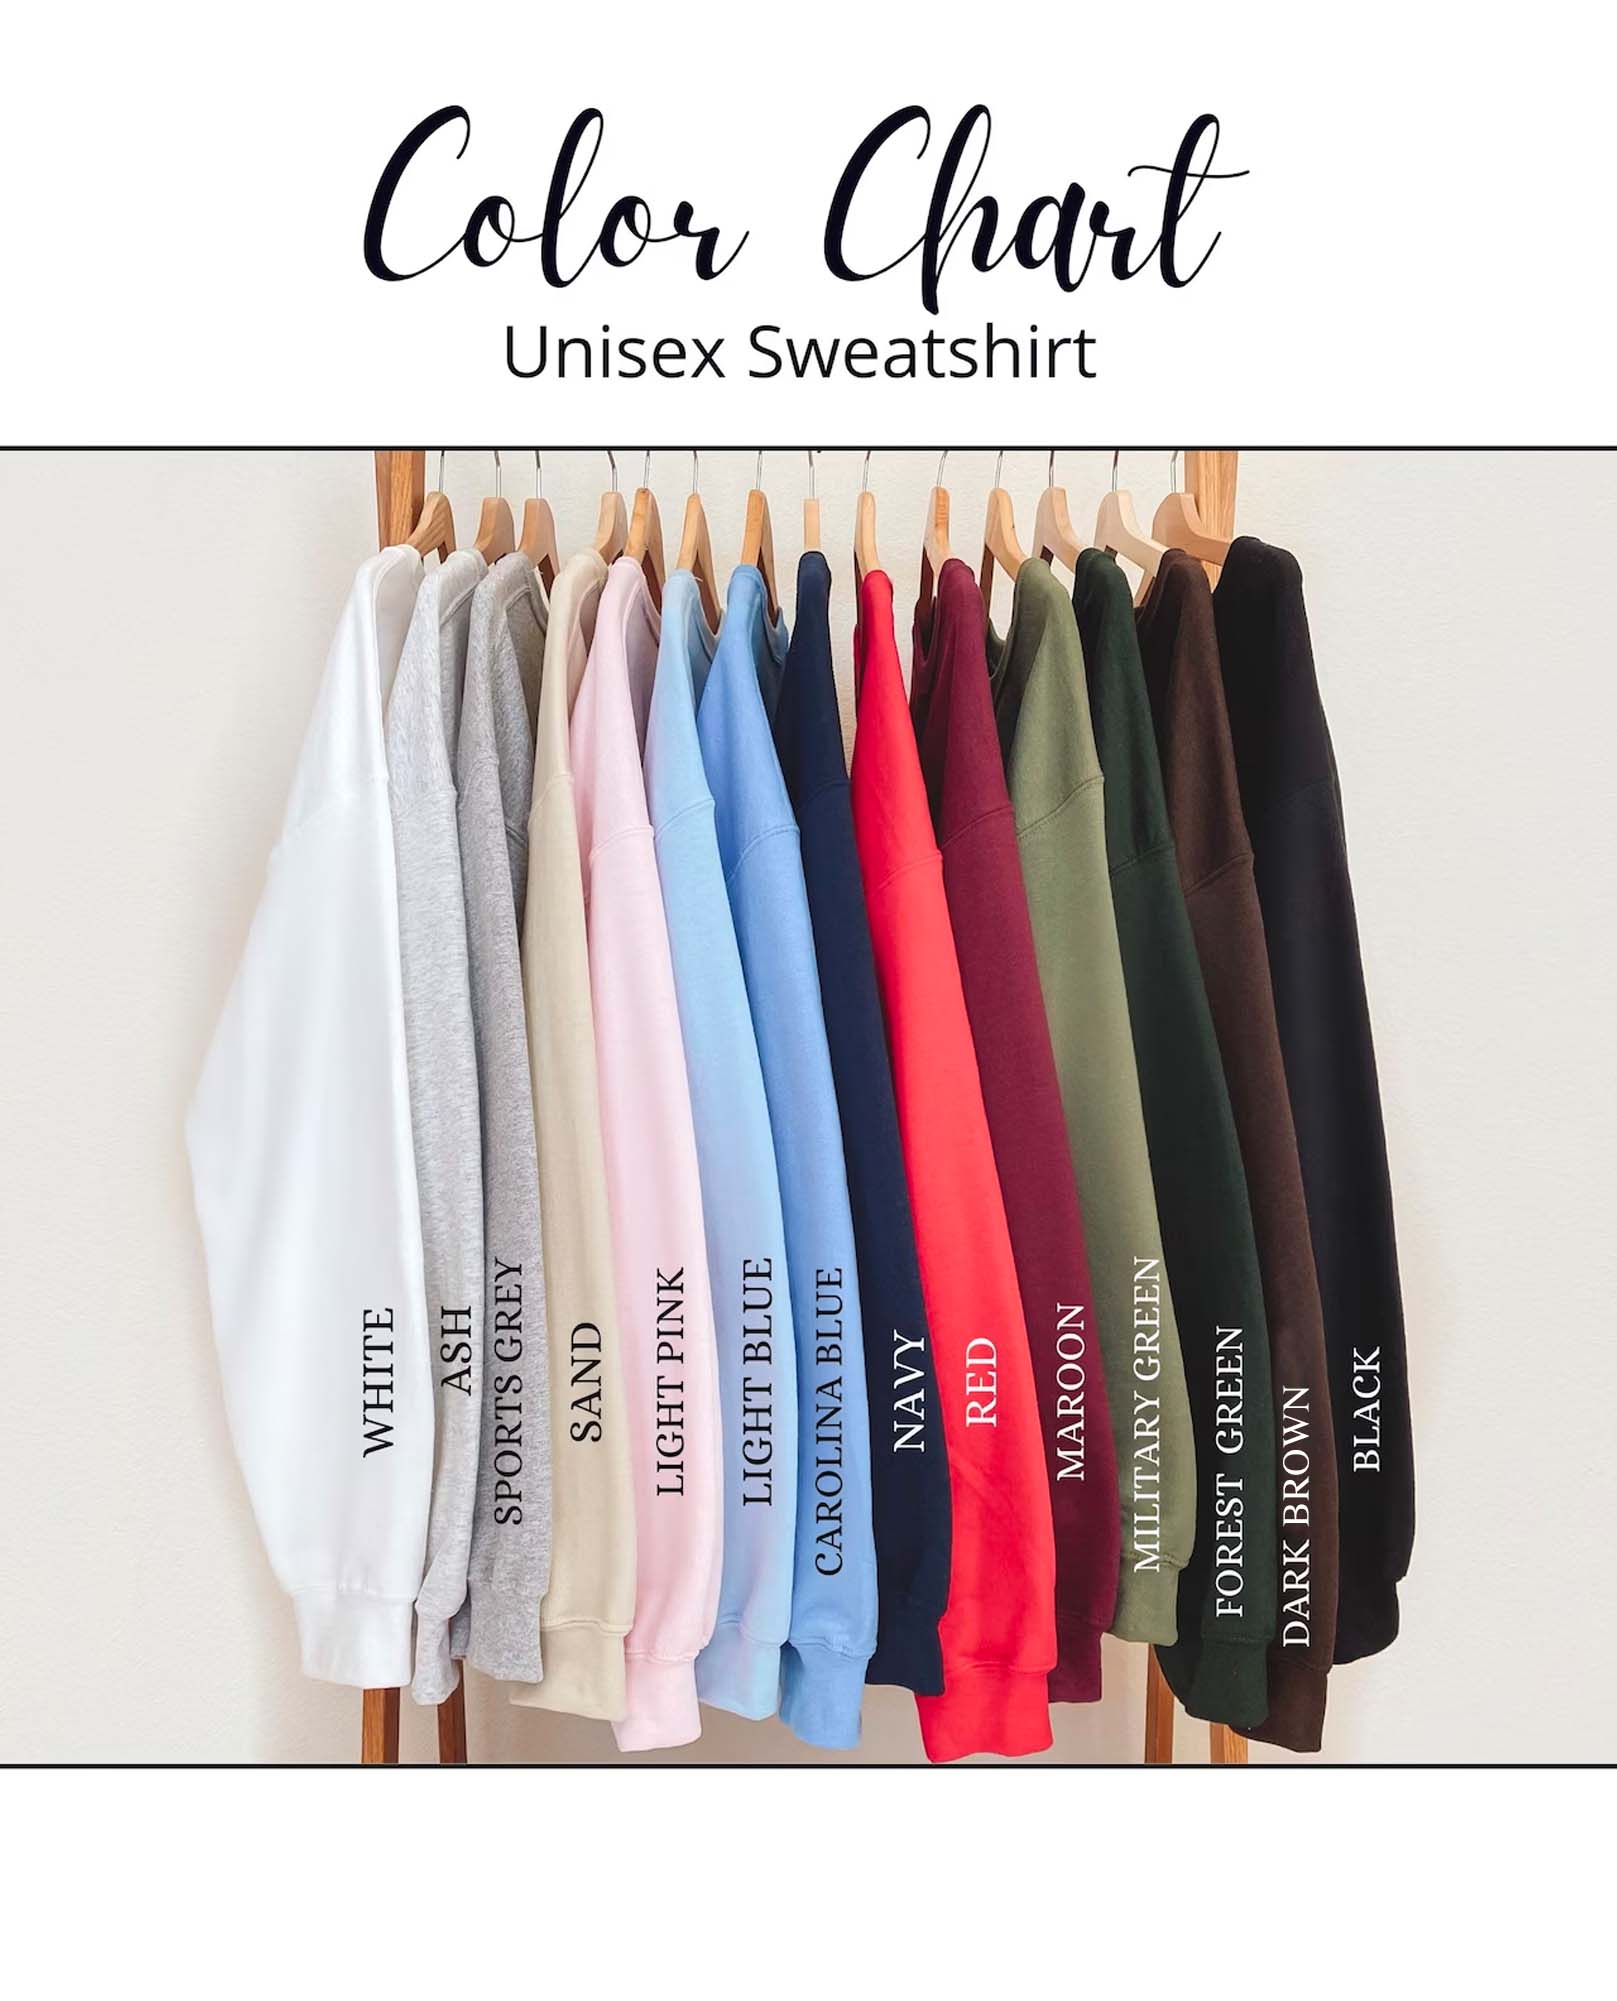 Color Chart
Unisex Sweatshirt
WHITE
ASH
SPORTS GREY
SAND
LIGHT PINK
LIGHT BLUE
CAROLINA BLUE
NAVY
RED
MAROON
MILITARY GREEN
FOREST GREEN
DARK BROWN
BLACK